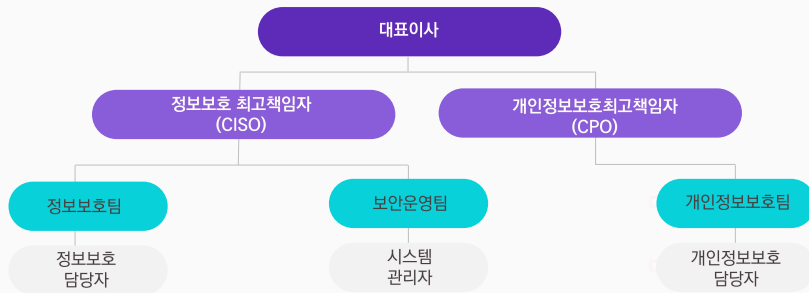 대표이사
정보보호 최고책임자
(CISO)
개인정보보호최고책임자
(CPO)
정보보호팀
보안운영팀
개인정보보호팀
정보보호
담당자
시스템
관리자
개인정보보호
담당자